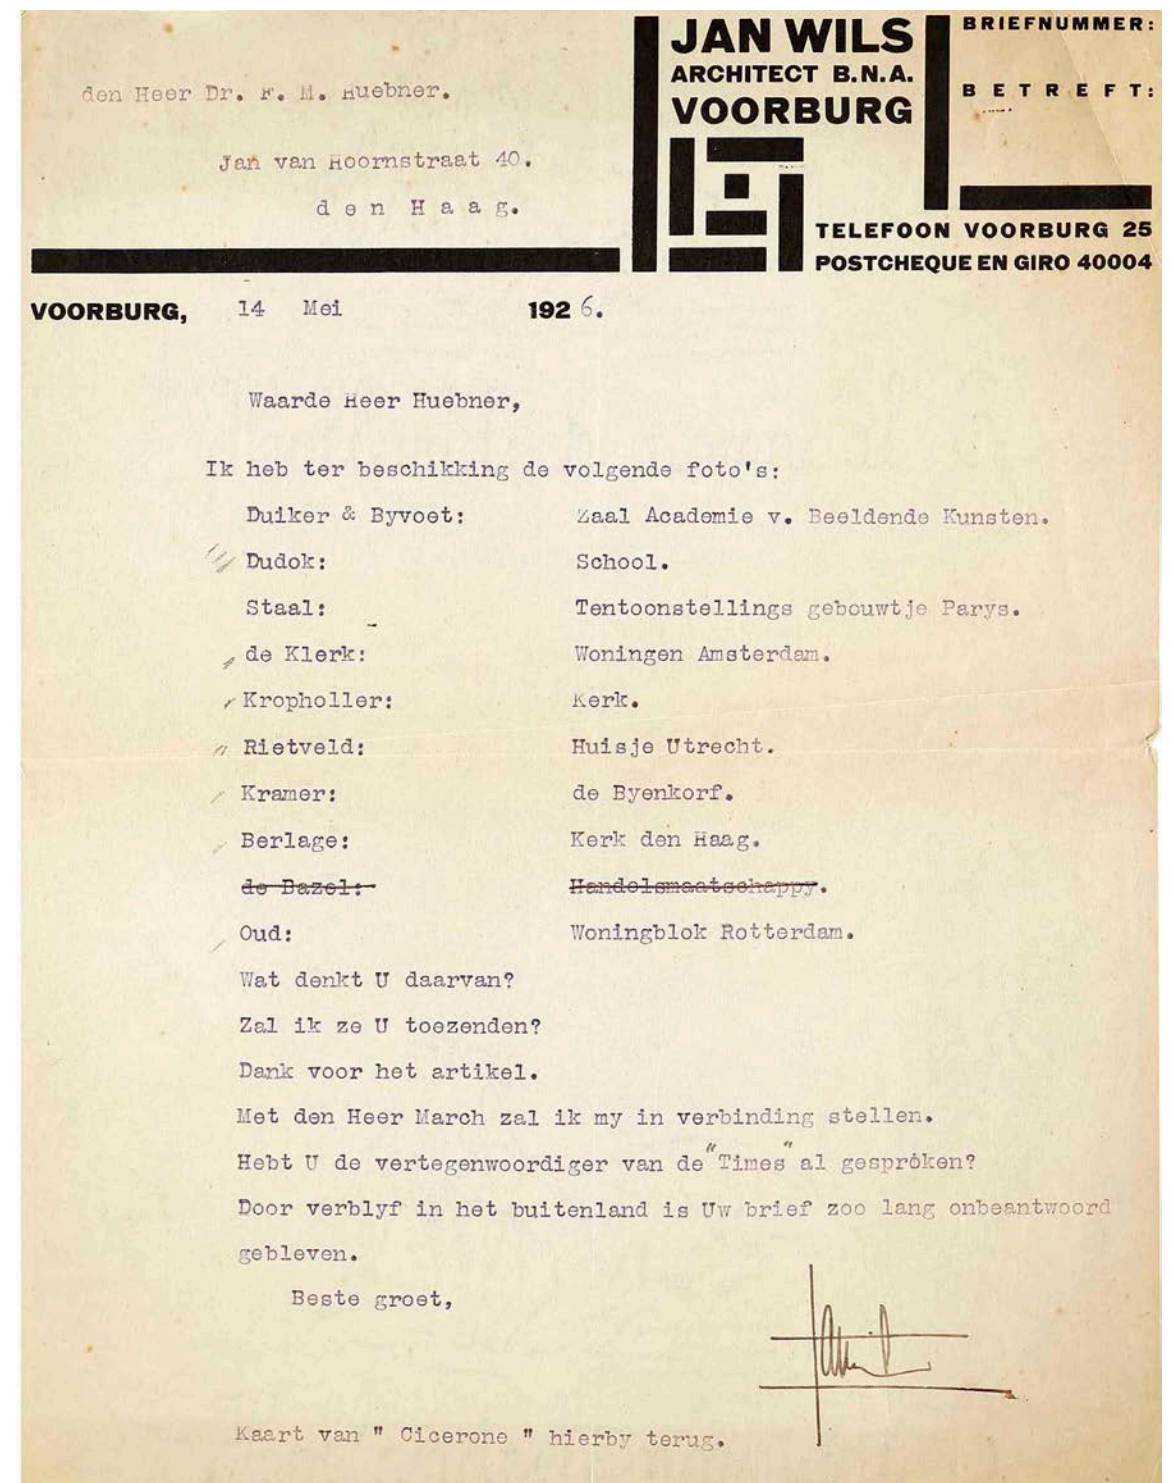 den Heer Dr. F. M. Huebner.
Jan van Hoornstraat 40.
den Haag.
JAN WILS
ARCHITECT B.N.A.
VOORBURG
BRIEFNUMMER:
BETREFT:
TELEFOON VOORBURG 25
POSTCHEQUE EN GIRO 40004
VOORBURG, 14 Mei 1926.
Waarde Heer Huebner,
Ik heb ter beschikking de volgende foto's:
Duiker & Byvoet: Zaal Academie v. Beeldende Kunsten.
Dudok: School.
Staal: Tentoonstellings gebouwtje Parys.
de Klerk: Woningen Amsterdam.
Kropholler: Kerk.
Rietveld: Huisje Utrecht.
Kramer: de Byenkorf.
Berlage: Kerk den Haag.
de Bazel: Handelsmaatschappy.
Oud: Woningblok Rotterdam.
Wat denkt U daarvan?
Zal ik ze U toezenden?
Dank voor het artikel.
Met den Heer March zal ik my in verbinding stellen.
Hebt U de vertegenwoordiger van de "Times" al gespróken?
Door verblyf in het buitenland is Uw brief zoo lang onbeantwoord
gebleven.
Beste groet,
Kaart van " Cicerone " hierby terug.